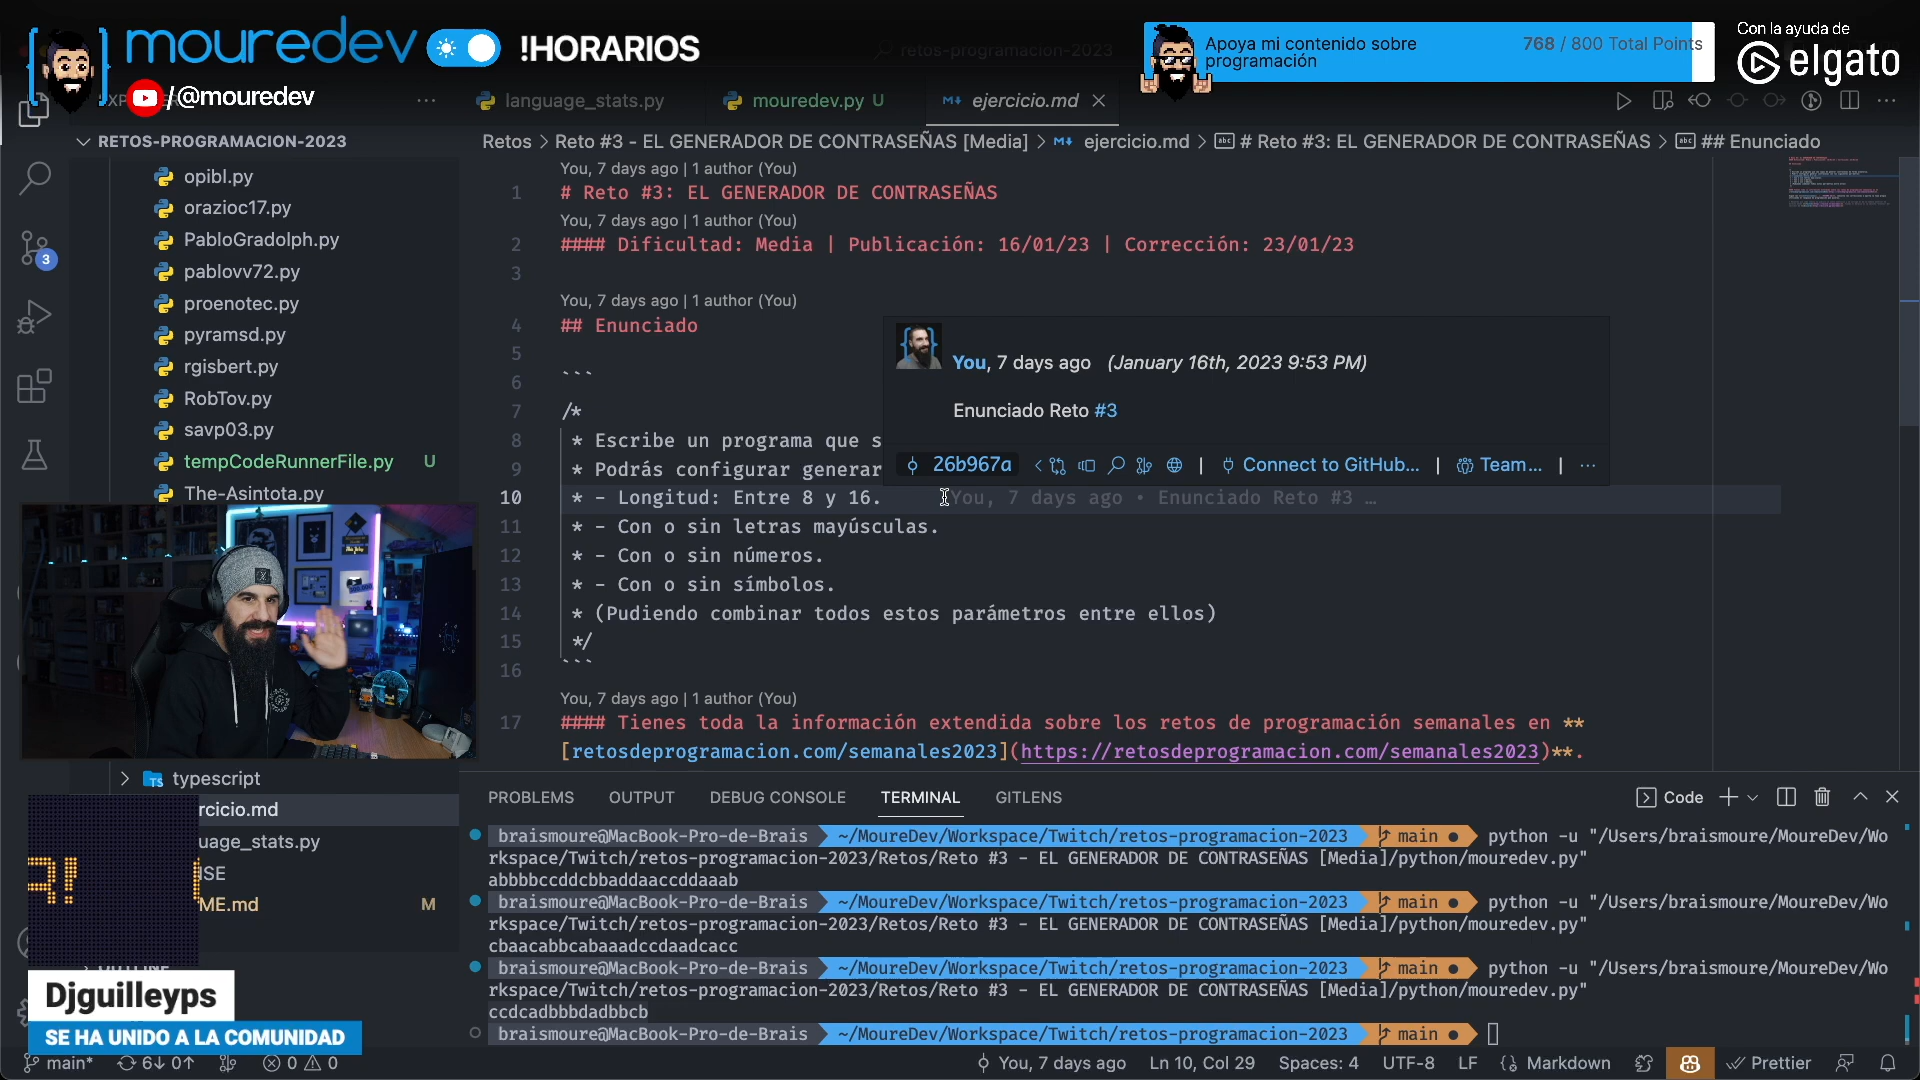 mouredev
!HORARIOS
/@mouredev
retos-programacion-2023
Apoya mi contenido sobre programación
768 / 800 Total Points
Con la ayuda de
elgato
language_stats.py
mouredev.py U
ejercicio.md
RETOS-PROGRAMACION-2023
Retos > Reto #3 - EL GENERADOR DE CONTRASEÑAS [Media] > ejercicio.md > # Reto #3: EL GENERADOR DE CONTRASEÑAS > ## Enunciado
opibl.py
orazioc17.py
PabloGradolph.py
pablovv72.py
proenotec.py
pyramsd.py
rgisbert.py
RobTov.py
savp03.py
tempCodeRunnerFile.py U
The-Asintota.py
3
You, 7 days ago | 1 author (You)
1 # Reto #3: EL GENERADOR DE CONTRASEÑAS
You, 7 days ago | 1 author (You)
2 #### Dificultad: Media | Publicación: 16/01/23 | Corrección: 23/01/23
3
You, 7 days ago | 1 author (You)
4 ## Enunciado
5
6 ```
7 /*
8 * Escribe un programa que s
9 * Podrás configurar generar
10 * - Longitud: Entre 8 y 16. You, 7 days ago • Enunciado Reto #3 …
11 * - Con o sin letras mayúsculas.
12 * - Con o sin números.
13 * - Con o sin símbolos.
14 * (Pudiendo combinar todos estos parámetros entre ellos)
15 */
16 ```
You, 7 days ago (January 16th, 2023 9:53 PM)
Enunciado Reto #3
26b967a
| Connect to GitHub... | Team... | ...
You, 7 days ago | 1 author (You)
17 #### Tienes toda la información extendida sobre los retos de programación semanales en **
[retosdeprogramacion.com/semanales2023](https://retosdeprogramacion.com/semanales2023)**.
typescript
rcicio.md
uage_stats.py
ME.md M
R!
Djguilleyps
SE HA UNIDO A LA COMUNIDAD
PROBLEMS OUTPUT DEBUG CONSOLE TERMINAL GITLENS
Code
braismoure@MacBook-Pro-de-Brais ~/MoureDev/Workspace/Twitch/retos-programacion-2023 main ● python -u "/Users/braismoure/MoureDev/Wo
rkspace/Twitch/retos-programacion-2023/Retos/Reto #3 - EL GENERADOR DE CONTRASEÑAS [Media]/python/mouredev.py"
abbbbccddcbbaddaaccddaaab
braismoure@MacBook-Pro-de-Brais ~/MoureDev/Workspace/Twitch/retos-programacion-2023 main ● python -u "/Users/braismoure/MoureDev/Wo
rkspace/Twitch/retos-programacion-2023/Retos/Reto #3 - EL GENERADOR DE CONTRASEÑAS [Media]/python/mouredev.py"
cbaacabbcabaaadccdaadcacc
braismoure@MacBook-Pro-de-Brais ~/MoureDev/Workspace/Twitch/retos-programacion-2023 main ● python -u "/Users/braismoure/MoureDev/Wo
rkspace/Twitch/retos-programacion-2023/Retos/Reto #3 - EL GENERADOR DE CONTRASEÑAS [Media]/python/mouredev.py"
ccdcadbbbdadbbcb
braismoure@MacBook-Pro-de-Brais ~/MoureDev/Workspace/Twitch/retos-programacion-2023 main ●
main* 6↓ 0↑ 0 0
You, 7 days ago Ln 10, Col 29 Spaces: 4 UTF-8 LF Markdown Prettier